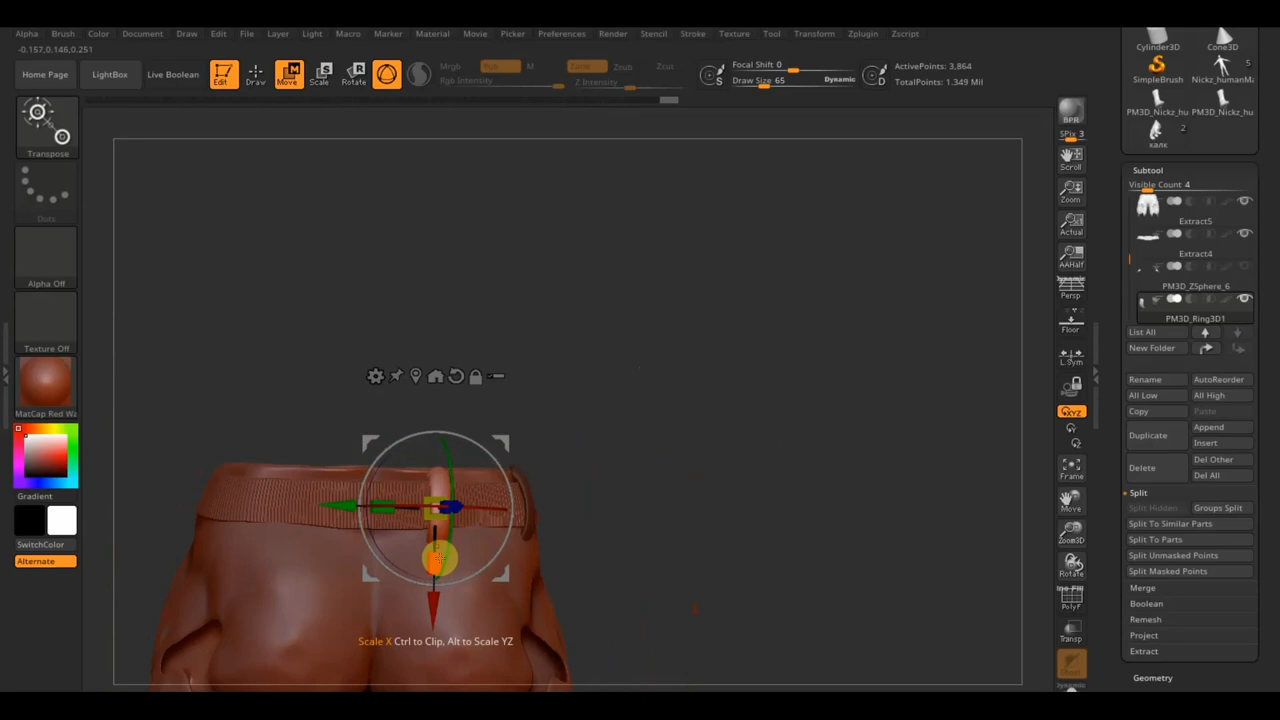 Alpha Brush Color Document Draw Edit File Layer Light Macro Marker Material Movie Picker Preferences Render Stencil Stroke Texture Tool Transform Zplugin Zscript
-0.157,0.146,0.251
Home Page LightBox Live Boolean Edit Draw Move Scale Rotate
Mrgb Rgb M Zadd Zsub Zcut
Rgb Intensity Z Intensity
Focal Shift 0
Draw Size 65 Dynamic
ActivePoints: 3,864
TotalPoints: 1.349 Mil
Cylinder3D Cone3D
SimpleBrush Nickz_humanMa 5
PM3D_Nickz_hu PM3D_Nickz_hu
халк 2
Transpose
Dots
Alpha Off
Texture Off
MatCap Red Wa
Gradient
SwitchColor
Alternate
BPR
SPix 3
Scroll
Zoom
Actual
AAHalf
Dynamic
Persp
Floor
L.Sym
XYZ
Frame
Move
Zoom3D
Rotate
PolyF
Transp
Dynamic
Subtool
Visible Count 4
Extract5
Extract4
PM3D_ZSphere_6
PM3D_Ring3D1
List All
New Folder
Rename AutoReorder
All Low All High
Copy Paste
Duplicate Append
Insert
Delete Del Other
Del All
Split
Split Hidden Groups Split
Split To Similar Parts
Split To Parts
Split Unmasked Points
Split Masked Points
Merge
Boolean
Remesh
Project
Extract
Geometry
Scale X Ctrl to Clip, Alt to Scale YZ